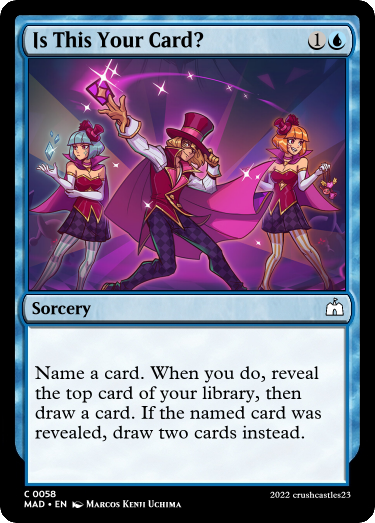 Is This Your Card? 1
Sorcery
Name a card. When you do, reveal
the top card of your library, then
draw a card. If the named card was
revealed, draw two cards instead.
C 0058
MAD • EN Marcos Kenji Uchima
2022 crushcastles23